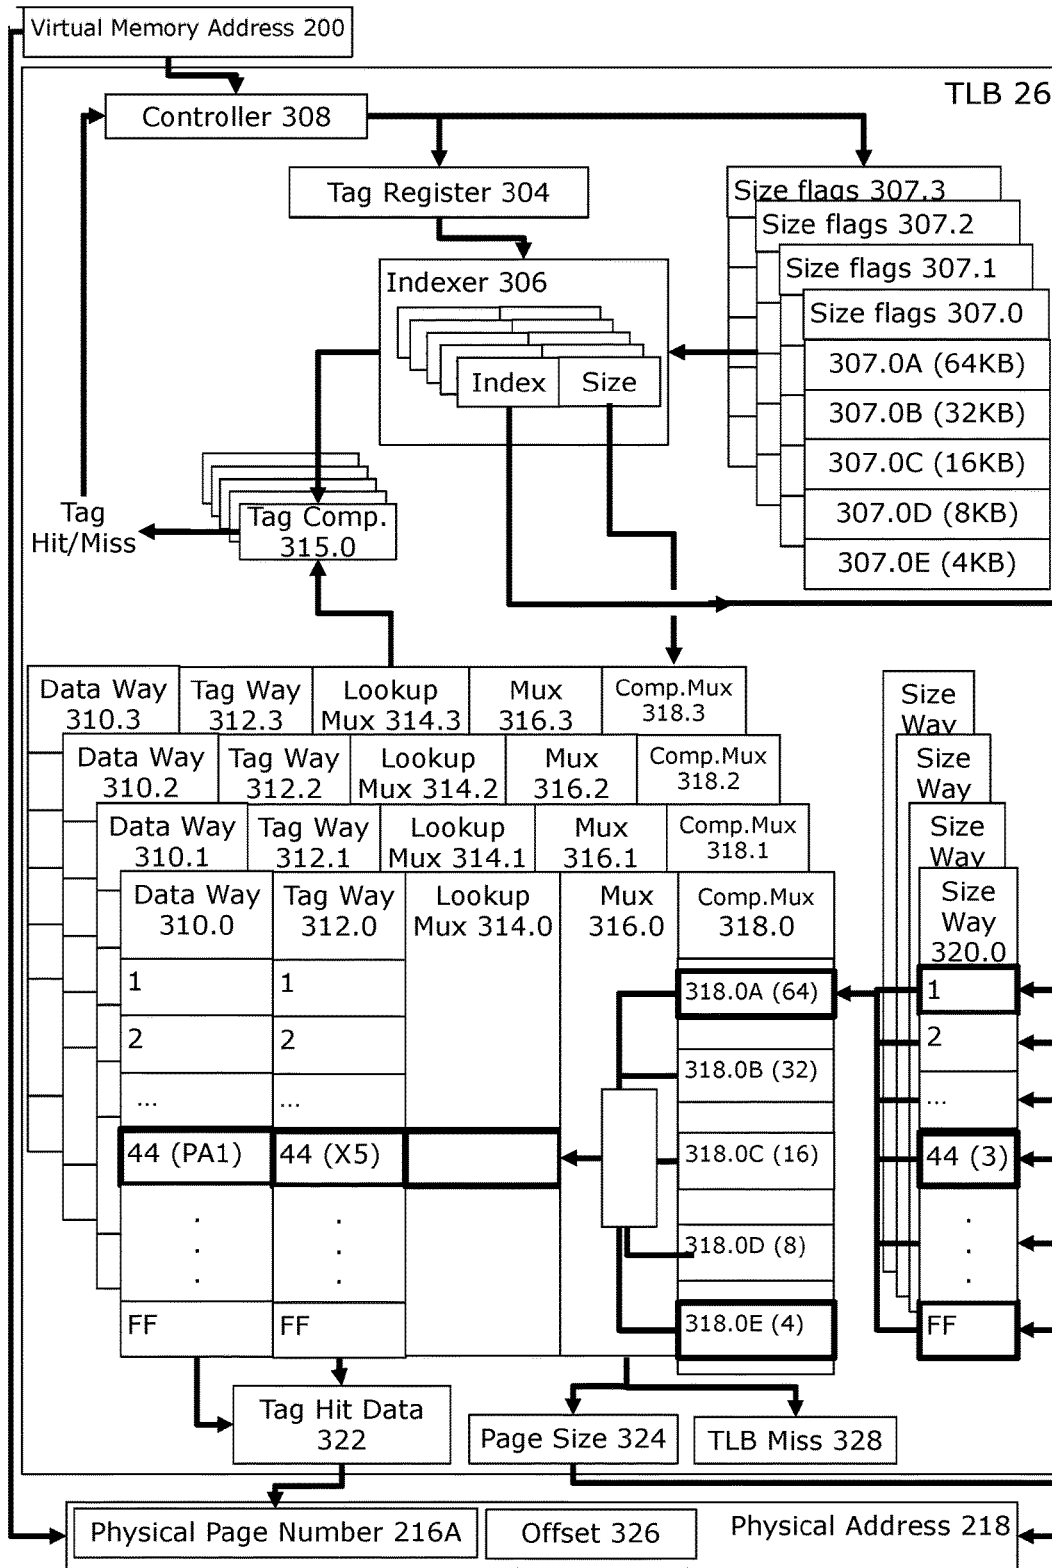 Virtual Memory Address 200
TLB 26
Controller 308
Tag Register 304
Size flags 307.3
Size flags 307.2
Size flags 307.1
Size flags 307.0
307.0A (64KB)
307.0B (32KB)
307.0C (16KB)
307.0D (8KB)
307.0E (4KB)
Indexer 306
Index
Size
Tag Comp.
315.0
Tag
Hit/Miss
Data Way
310.3
Tag Way
312.3
Lookup
Mux 314.3
Mux
316.3
Comp.Mux
318.3
Data Way
310.2
Tag Way
312.2
Lookup
Mux 314.2
Mux
316.2
Comp.Mux
318.2
Data Way
310.1
Tag Way
312.1
Lookup
Mux 314.1
Mux
316.1
Comp.Mux
318.1
Data Way
310.0
Tag Way
312.0
Lookup
Mux 314.0
Mux
316.0
Comp.Mux
318.0
Size
Way
Size
Way
Size
Way
Size
Way
320.0
1
2
...
44 (PA1)
.
.
.
FF
1
2
...
44 (X5)
.
.
.
FF
318.0A (64)
318.0B (32)
318.0C (16)
318.0D (8)
318.0E (4)
1
2
...
44 (3)
.
.
.
FF
Tag Hit Data
322
Page Size 324
TLB Miss 328
Physical Page Number 216A
Offset 326
Physical Address 218